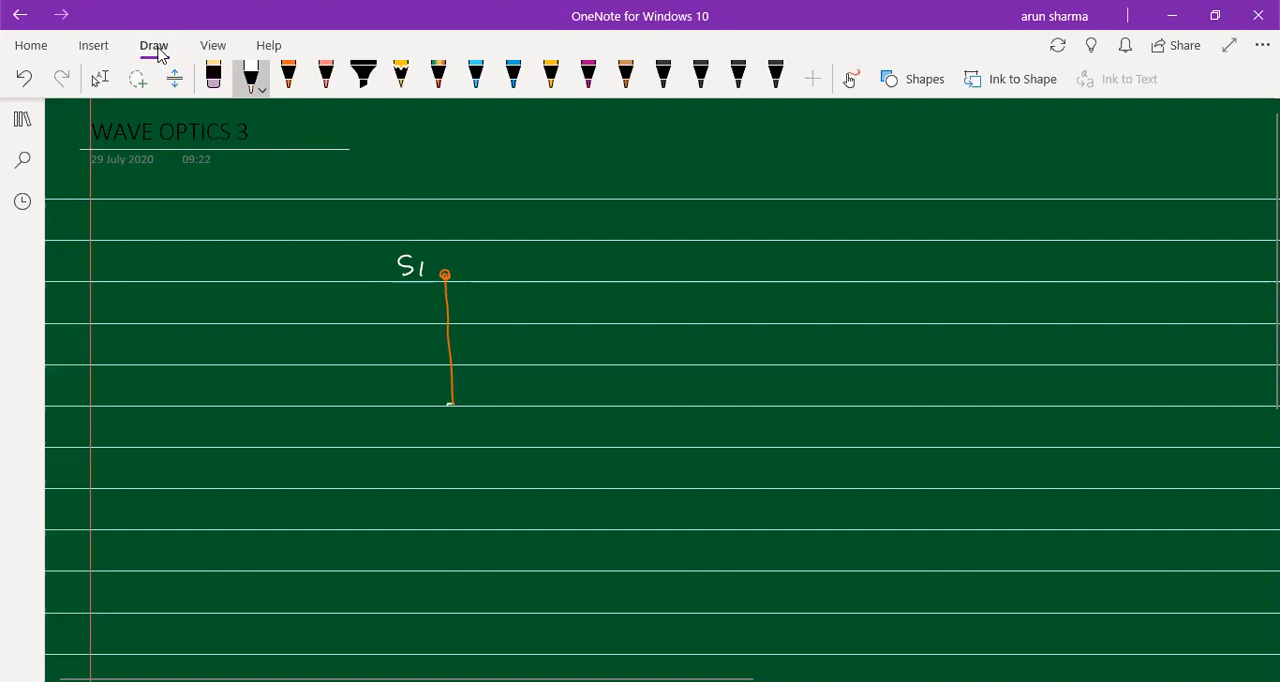 OneNote for Windows 10
arun sharma
Home Insert Draw View Help
Share
Shapes Ink to Shape Ink to Text
WAVE OPTICS 3
29 July 2020 09:22
S1